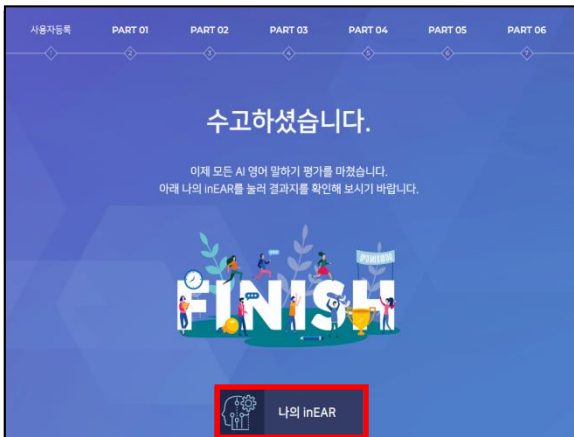 사용자등록 PART 01 PART 02 PART 03 PART 04 PART 05 PART 06
1 2 3 4 5 6 7
수고하셨습니다.
이제 모든 AI 영어 말하기 평가를 마쳤습니다.
아래 나의 inEAR를 눌러 결과지를 확인해 보시기 바랍니다.
FINISH
나의 inEAR